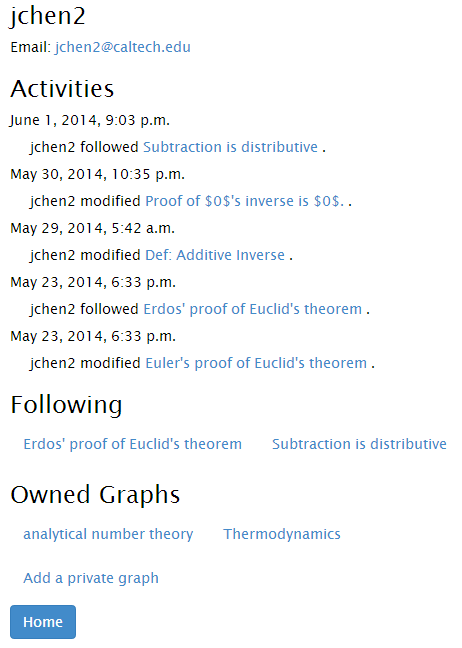 jchen2
Email: jchen2@caltech.edu
Activities
June 1, 2014, 9:03 p.m.
jchen2 followed Subtraction is distributive .
May 30, 2014, 10:35 p.m.
jchen2 modified Proof of $0$'s inverse is $0$. .
May 29, 2014, 5:42 a.m.
jchen2 modified Def: Additive Inverse .
May 23, 2014, 6:33 p.m.
jchen2 followed Erdos' proof of Euclid's theorem .
May 23, 2014, 6:33 p.m.
jchen2 modified Euler's proof of Euclid's theorem .
Following
Erdos' proof of Euclid's theorem Subtraction is distributive
Owned Graphs
analytical number theory Thermodynamics
Add a private graph
Home